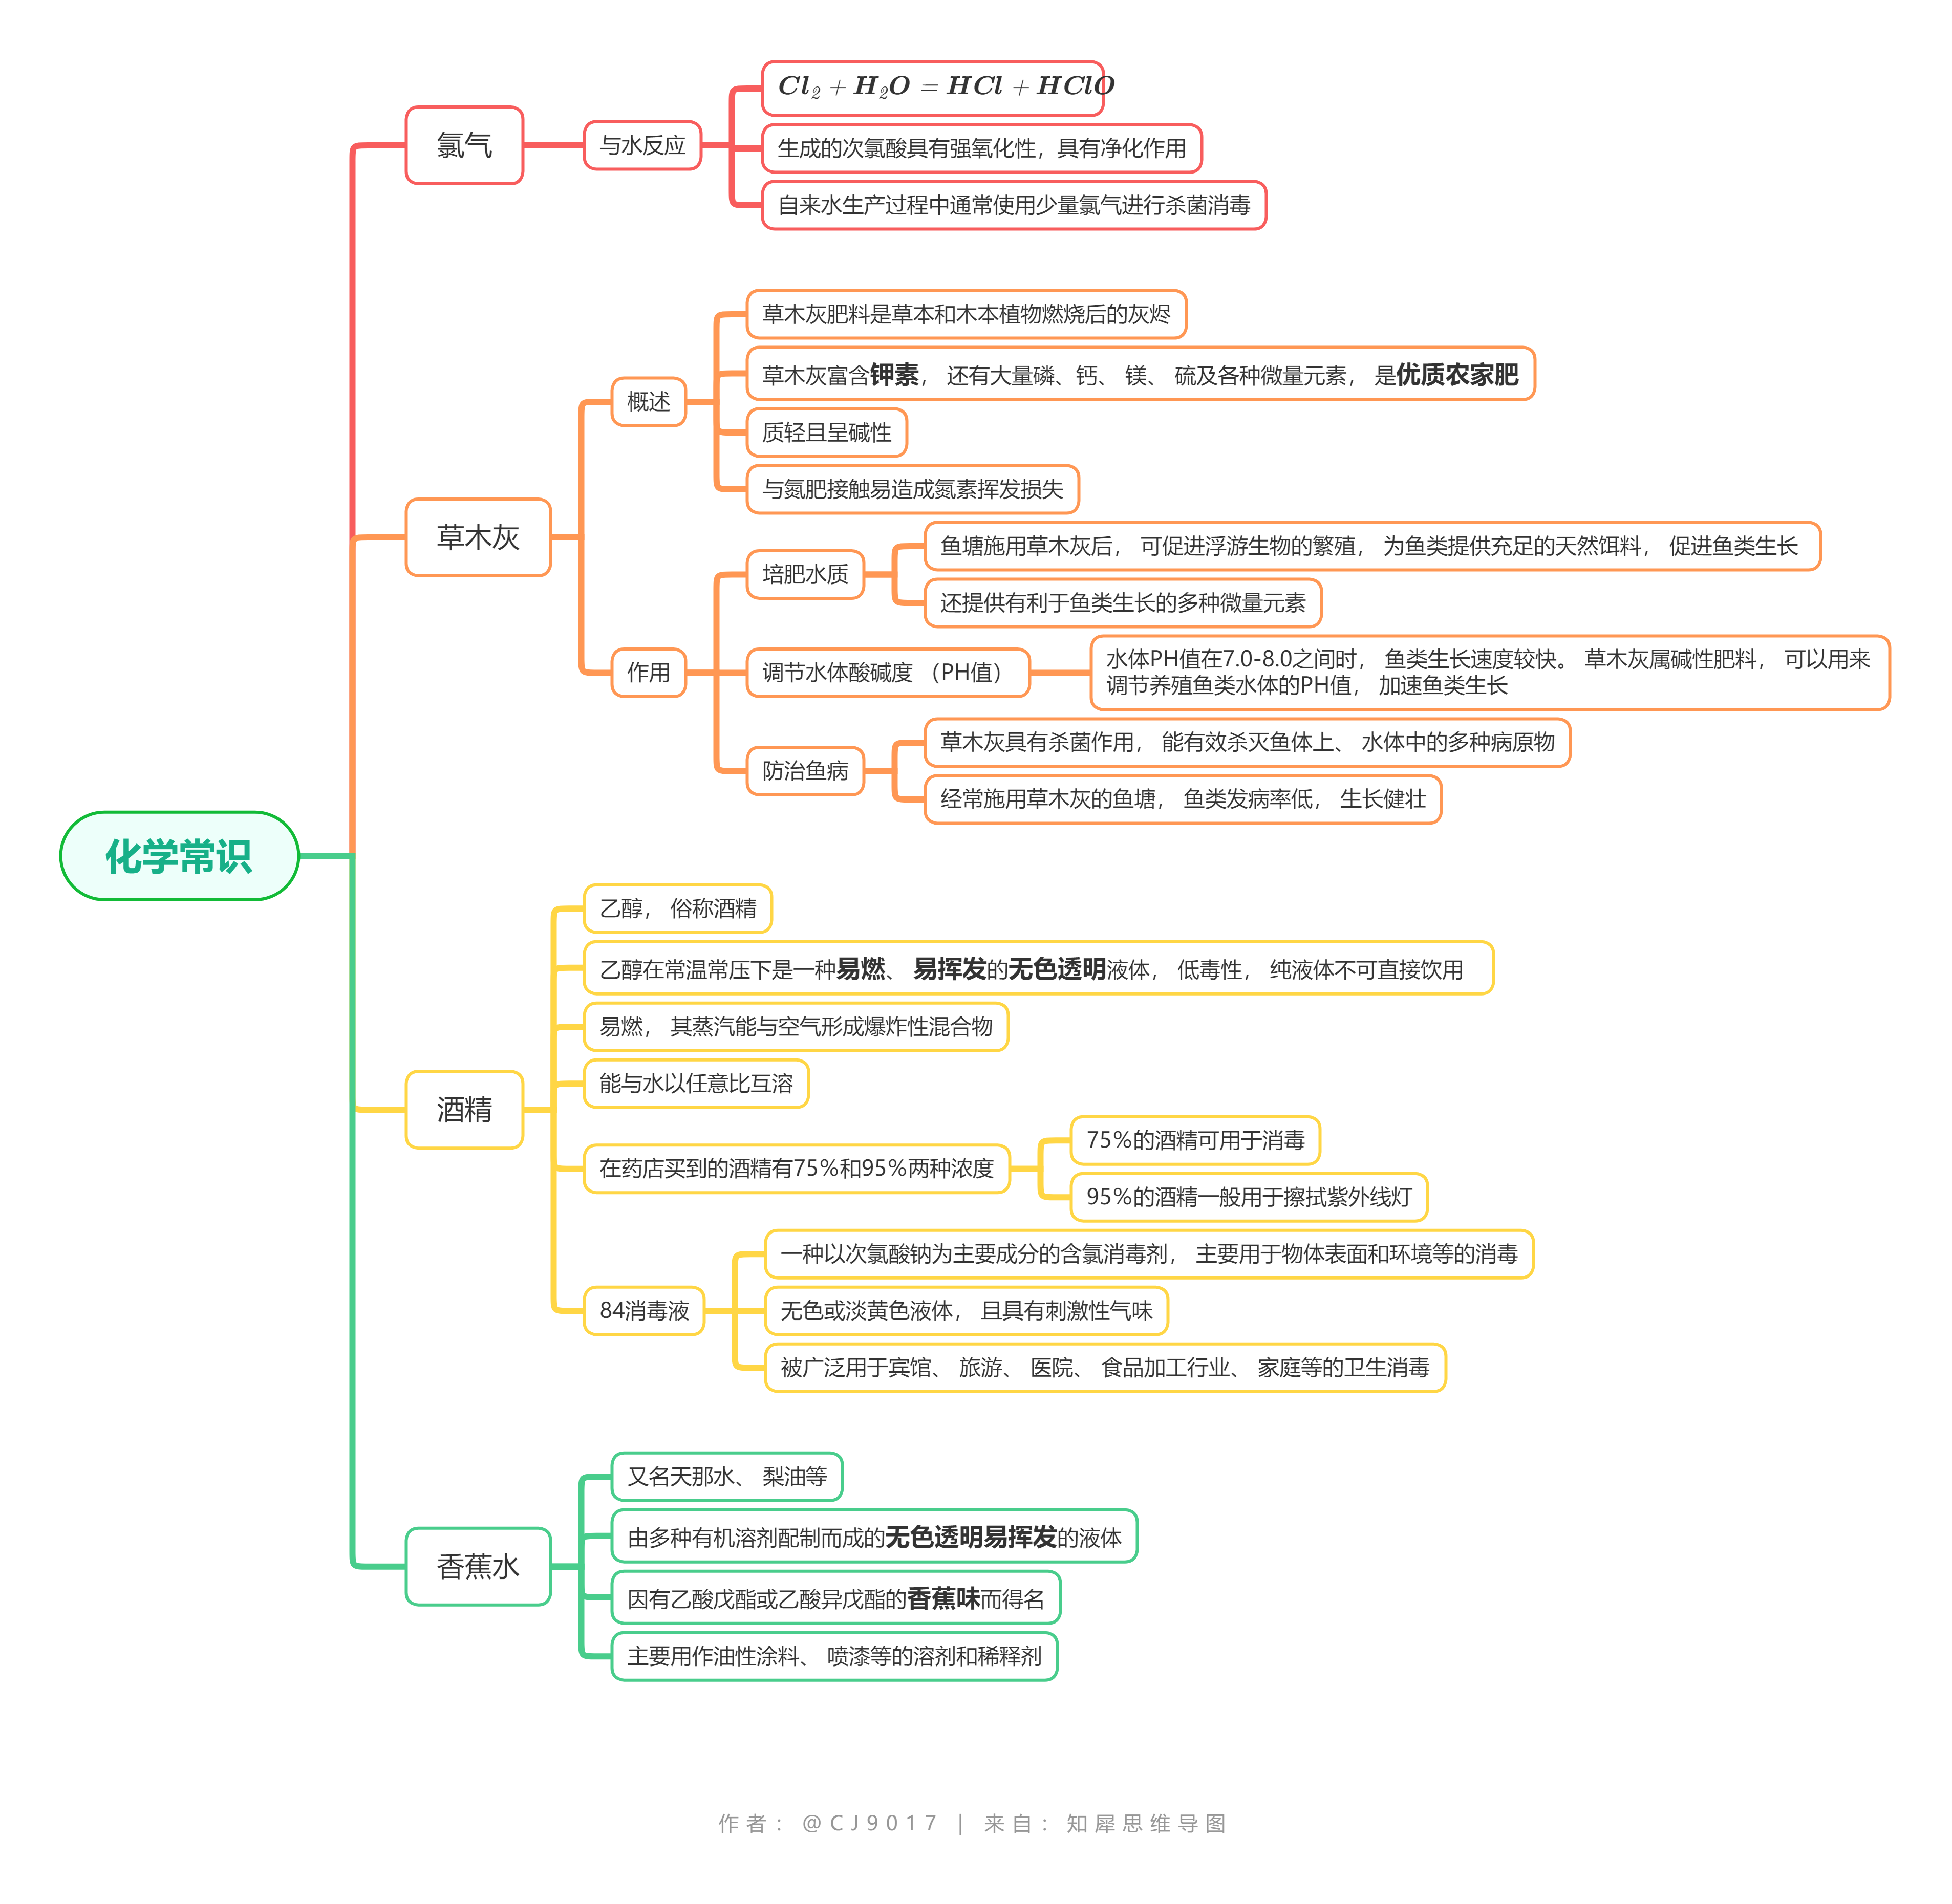 Cl₂ + H₂O = HCl + HClO
氯气
与水反应
生成的次氯酸具有强氧化性，具有净化作用
自来水生产过程中通常使用少量氯气进行杀菌消毒
草木灰肥料是草本和木本植物燃烧后的灰烬
草木灰富含钾素， 还有大量磷、钙、 镁、 硫及各种微量元素， 是优质农家肥
概述
质轻且呈碱性
与氮肥接触易造成氮素挥发损失
草木灰
鱼塘施用草木灰后， 可促进浮游生物的繁殖， 为鱼类提供充足的天然饵料， 促进鱼类生长
培肥水质
还提供有利于鱼类生长的多种微量元素
作用
调节水体酸碱度 （PH值）
水体PH值在7.0-8.0之间时， 鱼类生长速度较快。 草木灰属碱性肥料， 可以用来
调节养殖鱼类水体的PH值， 加速鱼类生长
草木灰具有杀菌作用， 能有效杀灭鱼体上、 水体中的多种病原物
防治鱼病
经常施用草木灰的鱼塘， 鱼类发病率低， 生长健壮
化学常识
乙醇， 俗称酒精
乙醇在常温常压下是一种易燃、 易挥发的无色透明液体， 低毒性， 纯液体不可直接饮用
易燃， 其蒸汽能与空气形成爆炸性混合物
能与水以任意比互溶
酒精
75%的酒精可用于消毒
在药店买到的酒精有75%和95%两种浓度
95%的酒精一般用于擦拭紫外线灯
一种以次氯酸钠为主要成分的含氯消毒剂， 主要用于物体表面和环境等的消毒
84消毒液
无色或淡黄色液体， 且具有刺激性气味
被广泛用于宾馆、 旅游、 医院、 食品加工行业、 家庭等的卫生消毒
又名天那水、 梨油等
由多种有机溶剂配制而成的无色透明易挥发的液体
香蕉水
因有乙酸戊酯或乙酸异戊酯的香蕉味而得名
主要用作油性涂料、 喷漆等的溶剂和稀释剂
作者：@CJ9017 | 来自：知犀思维导图